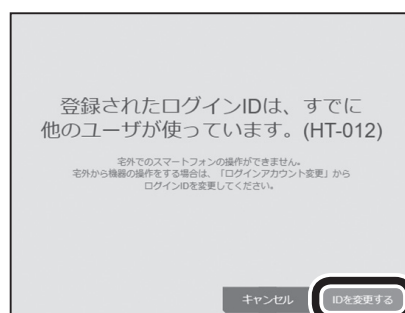 登録されたログインIDは、すでに
他のユーザが使っています。(HT-012)
宅外でのスマートフォンの操作ができません。
宅外から機器の操作をする場合は、「ログインアカウント変更」から
ログインIDを変更してください。
キャンセル
IDを変更する